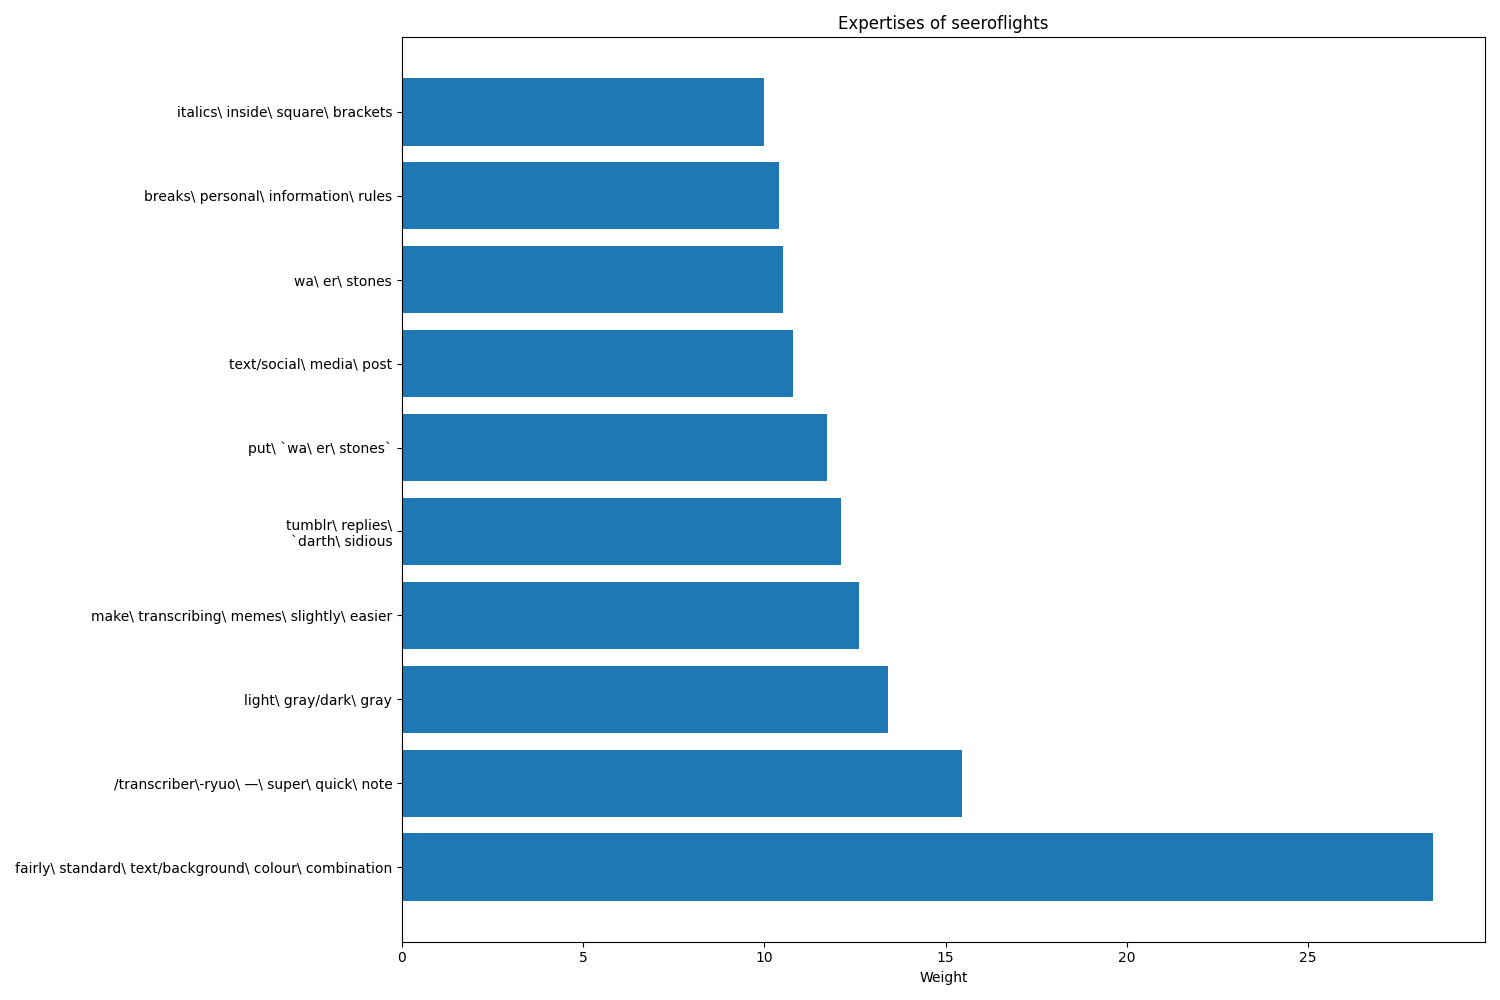 Expertises of seeroflights
italics\ inside\ square\ brackets
breaks\ personal\ information\ rules
wa\ er\ stones
text/social\ media\ post
put\ `wa\ er\ stones`
tumblr\ replies\
`darth\ sidious
make\ transcribing\ memes\ slightly\ easier
light\ gray/dark\ gray
/transcriber\-ryuo\ —\ super\ quick\ note
fairly\ standard\ text/background\ colour\ combination
0 5 10 15 20 25
Weight